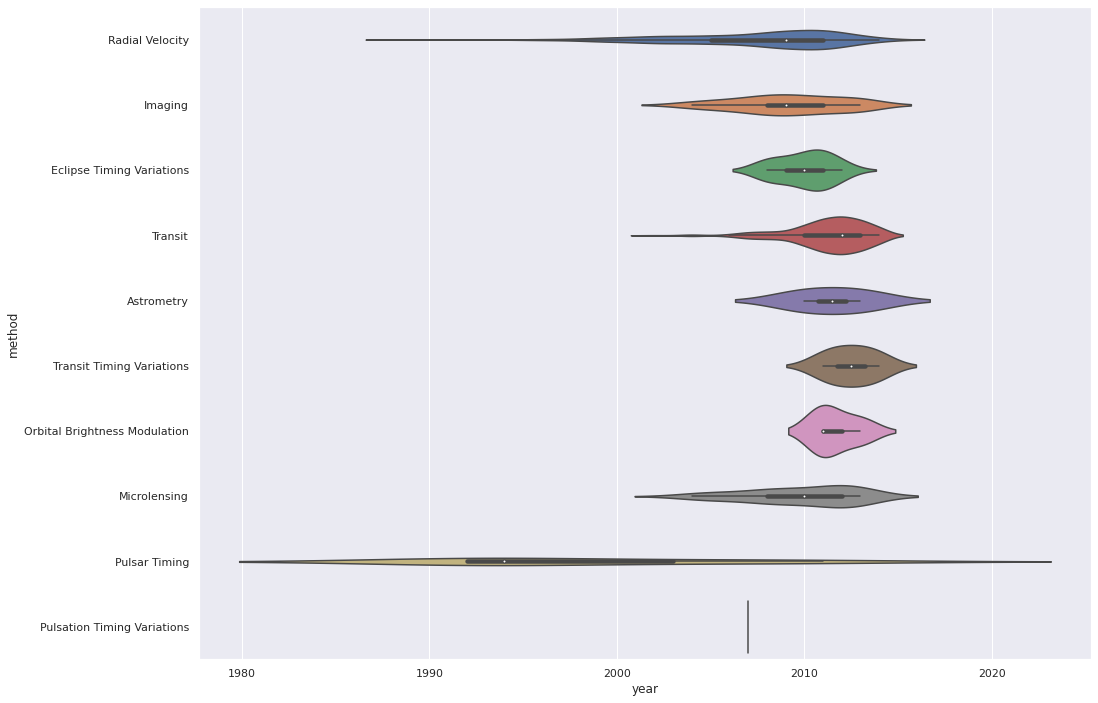 method
Radial Velocity
Imaging
Eclipse Timing Variations
Transit
Astrometry
Transit Timing Variations
Orbital Brightness Modulation
Microlensing
Pulsar Timing
Pulsation Timing Variations
1980 1990 2000 2010 2020
year